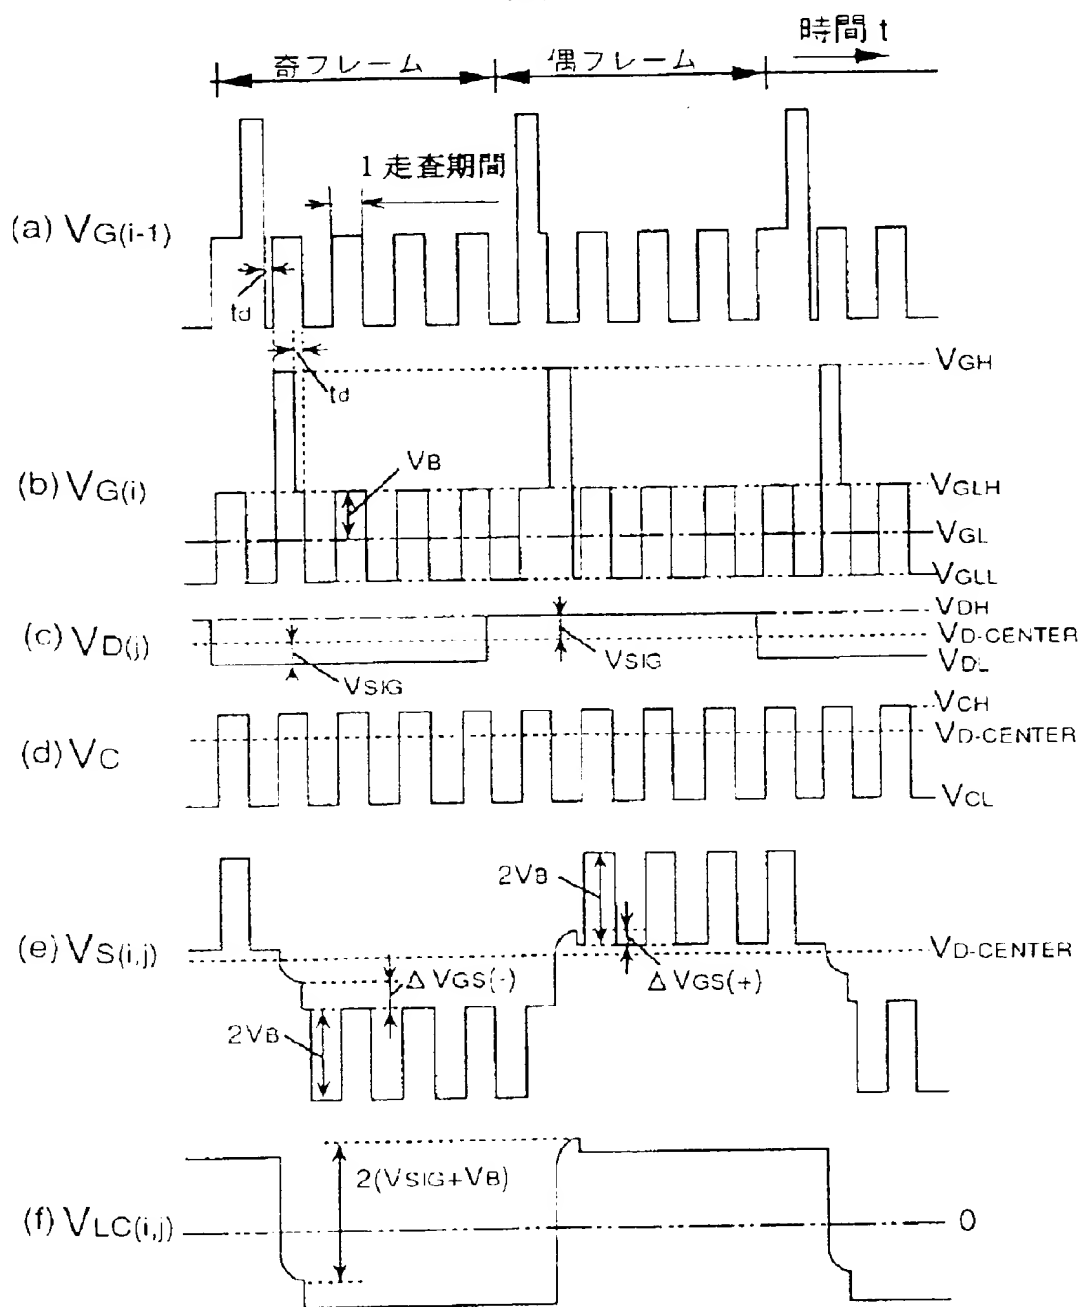 時間 t
奇フレーム
偶フレーム
1 走査期間
(a) VG(i-1)
td
td
VGH
VB
(b) VG(i)
VGLH
VGL
VGLL
VDH
(c) VD(j)
VD-CENTER
VSIG
VSIG
VDL
VCH
VD-CENTER
(d) VC
VCL
2VB
(e) VS(i,j)
VD-CENTER
Δ VGS(-)
Δ VGS(+)
2VB
2(VSIG+VB)
(f) VLC(i,j)
0